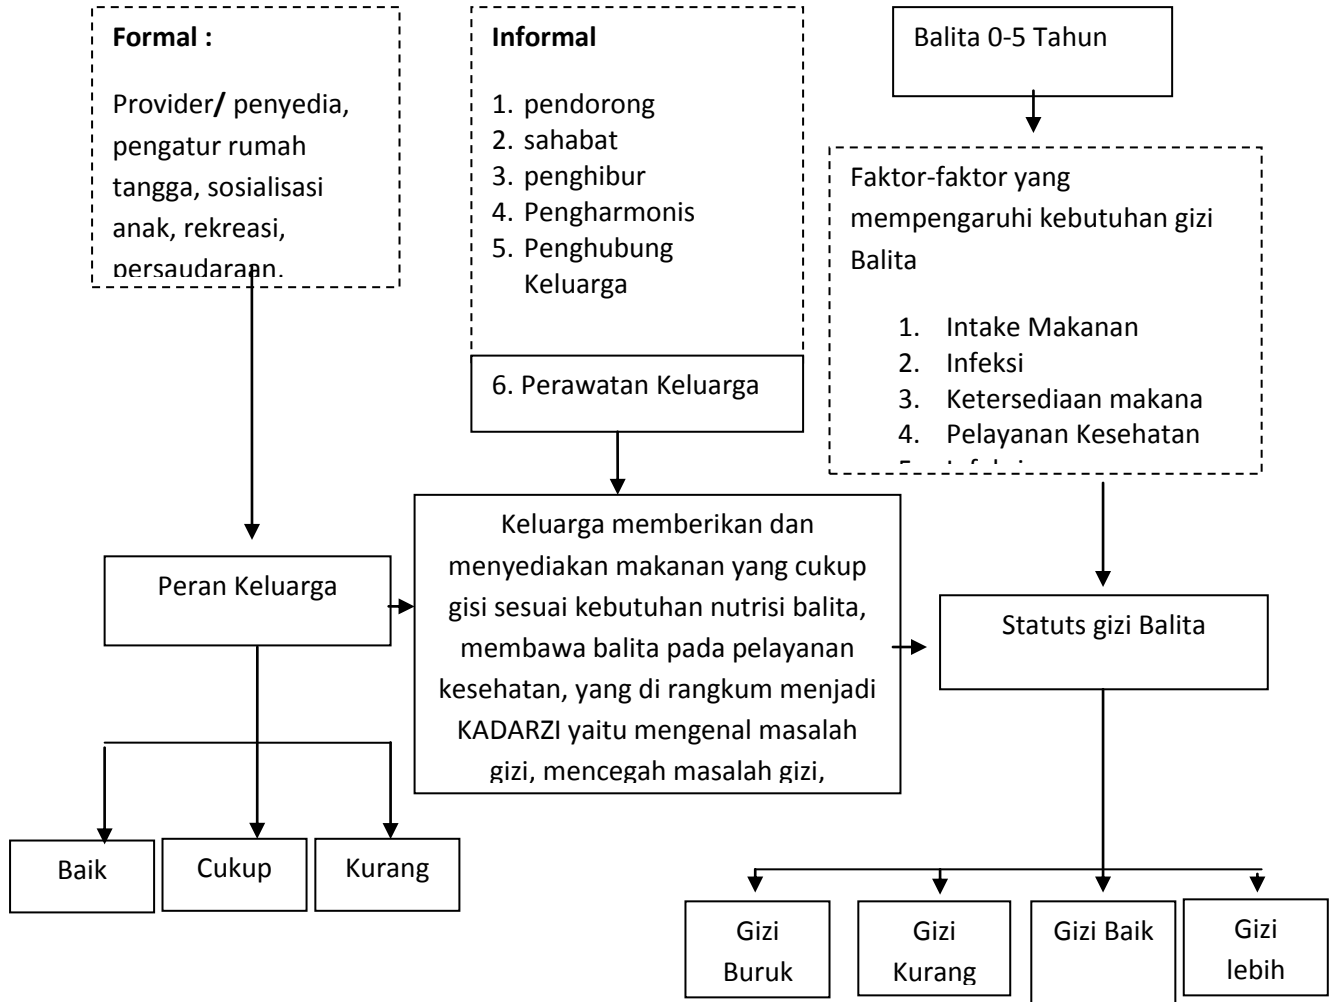 Formal :
Provider/ penyedia,
pengatur rumah
tangga, sosialisasi
anak, rekreasi,
persaudaraan.
Informal
1. pendorong
2. sahabat
3. penghibur
4. Pengharmonis
5. Penghubung
Keluarga
6. Perawatan Keluarga
Balita 0-5 Tahun
Faktor-faktor yang
mempengaruhi kebutuhan gizi
Balita
1. Intake Makanan
2. Infeksi
3. Ketersediaan makana
4. Pelayanan Kesehatan
Peran Keluarga
Keluarga memberikan dan
menyediakan makanan yang cukup
gisi sesuai kebutuhan nutrisi balita,
membawa balita pada pelayanan
kesehatan, yang di rangkum menjadi
KADARZI yaitu mengenal masalah
gizi, mencegah masalah gizi,
Statuts gizi Balita
Baik
Cukup
Kurang
Gizi
Buruk
Gizi
Kurang
Gizi Baik
Gizi
lebih